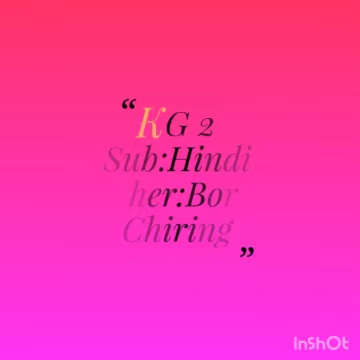 “
KG 2
Sub:Hindi
her:Bor
Chiring
”
InShOt